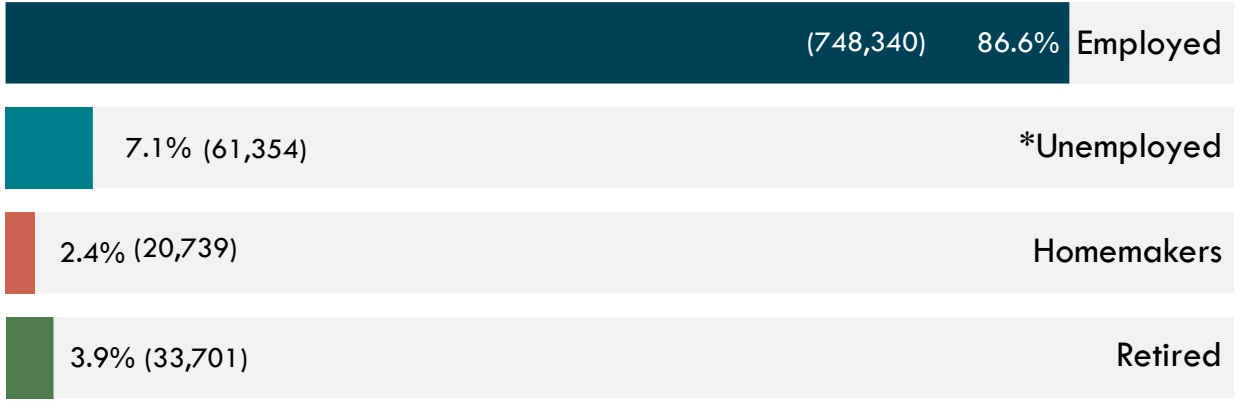 (748,340) 86.6% Employed
7.1% (61,354) *Unemployed
2.4% (20,739) Homemakers
3.9% (33,701) Retired